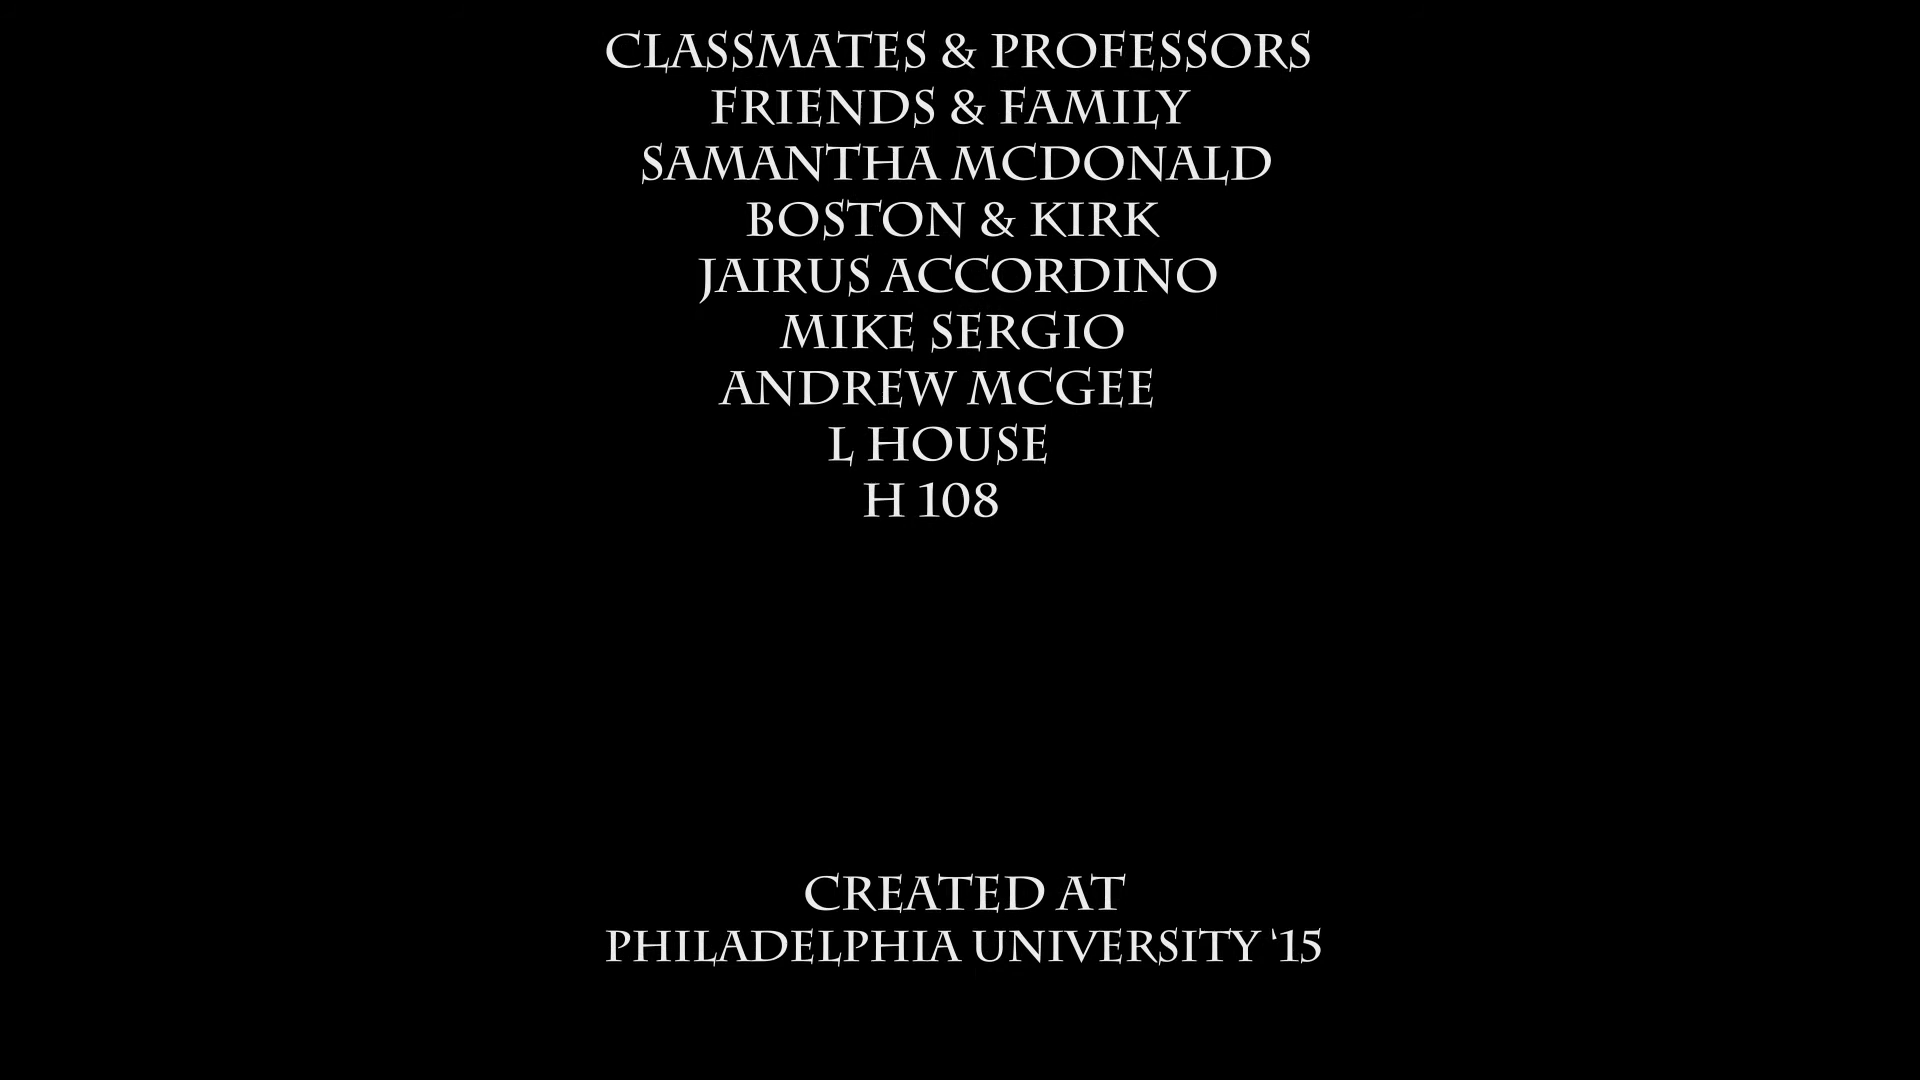 CLASSMATES & PROFESSORS
FRIENDS & FAMILY
SAMANTHA MCDONALD
BOSTON & KIRK
JAIRUS ACCORDINO
MIKE SERGIO
ANDREW MCGEE
L HOUSE
H 108
CREATED AT
PHILADELPHIA UNIVERSITY '15